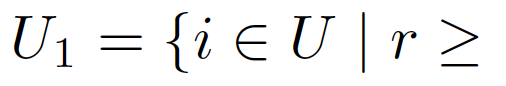 U₁ = {i ∈ U | r ≥